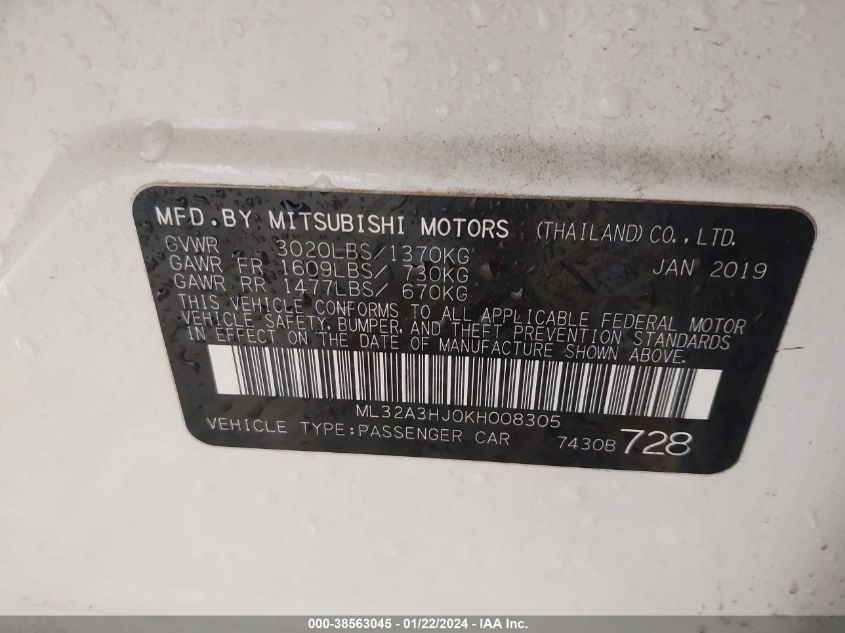 MFD. BY MITSUBISHI MOTORS (THAILAND) CO., LTD.
GVWR 3020LBS/1370KG JAN 2019
GAWR FR 1609LBS/ 730KG
GAWR RR 1477LBS/ 670KG
THIS VEHICLE CONFORMS TO ALL APPLICABLE FEDERAL MOTOR
VEHICLE SAFETY, BUMPER, AND THEFT PREVENTION STANDARDS
IN EFFECT ON THE DATE OF MANUFACTURE SHOWN ABOVE.
ML32A3HJ0KH008305
VEHICLE TYPE:PASSENGER CAR 7430B 728
000-38563045 - 01/22/2024 - IAA Inc.